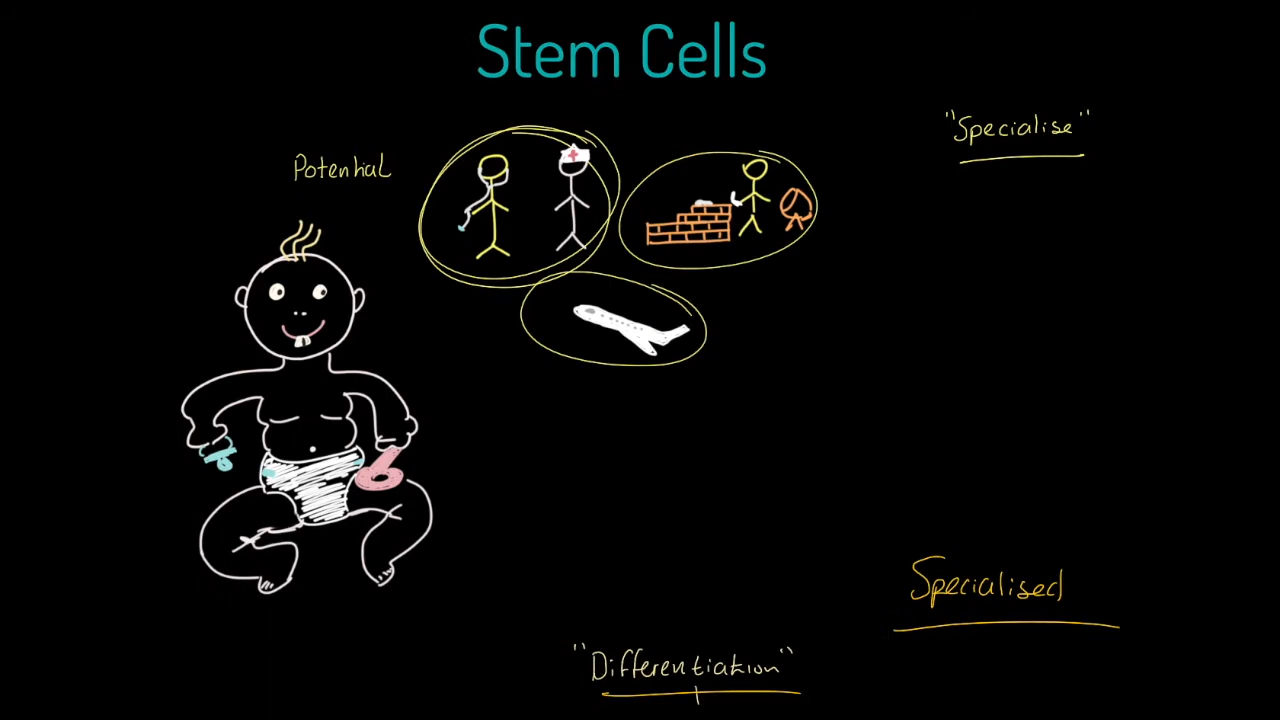 Stem Cells
"Specialise"
Potential
Specialised
"Differentiation"